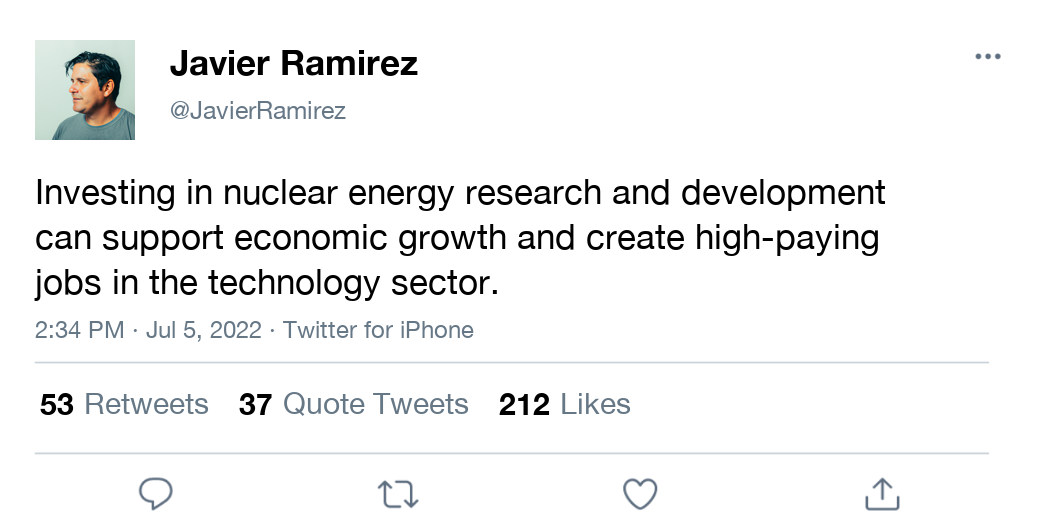 Javier Ramirez
@JavierRamirez
Investing in nuclear energy research and development
can support economic growth and create high-paying
jobs in the technology sector.
2:34 PM · Jul 5, 2022 · Twitter for iPhone
53 Retweets 37 Quote Tweets 212 Likes